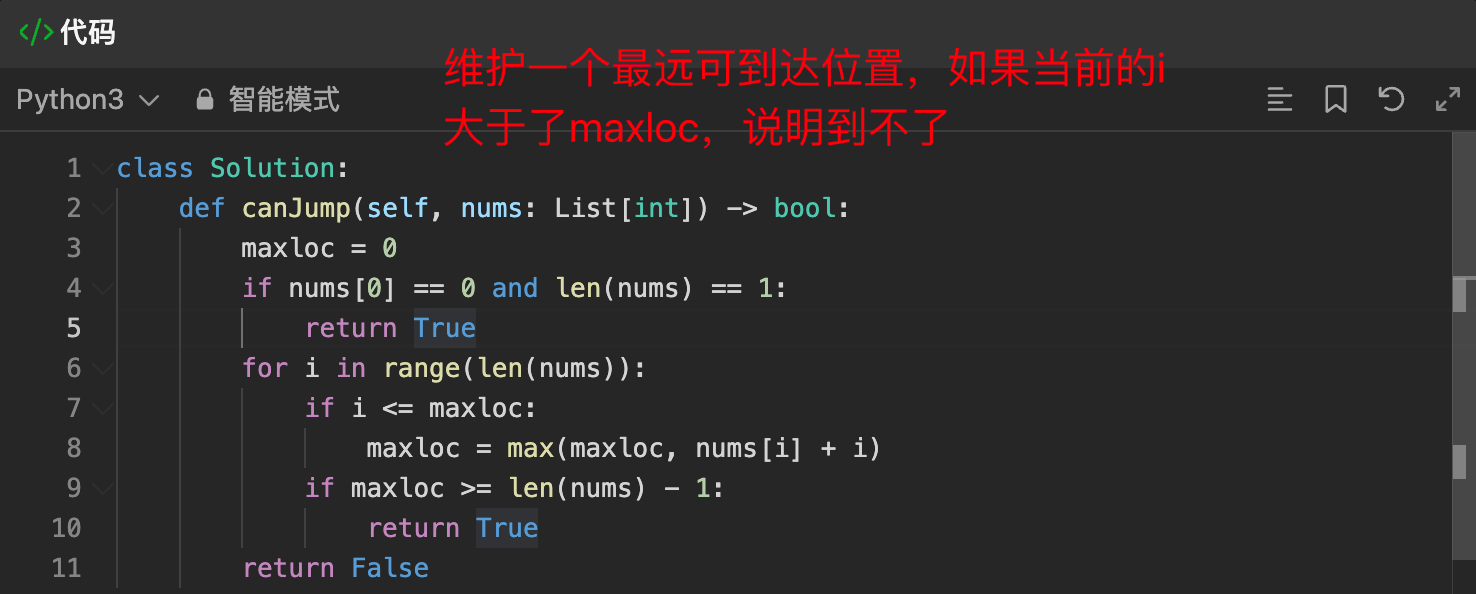 </> 代码
维护一个最远可到达位置，如果当前的i
大于了maxloc，说明到不了
Python3 智能模式
1 class Solution:
2     def canJump(self, nums: List[int]) -> bool:
3         maxloc = 0
4         if nums[0] == 0 and len(nums) == 1:
5             return True
6         for i in range(len(nums)):
7             if i <= maxloc:
8                 maxloc = max(maxloc, nums[i] + i)
9             if maxloc >= len(nums) - 1:
10                 return True
11         return False